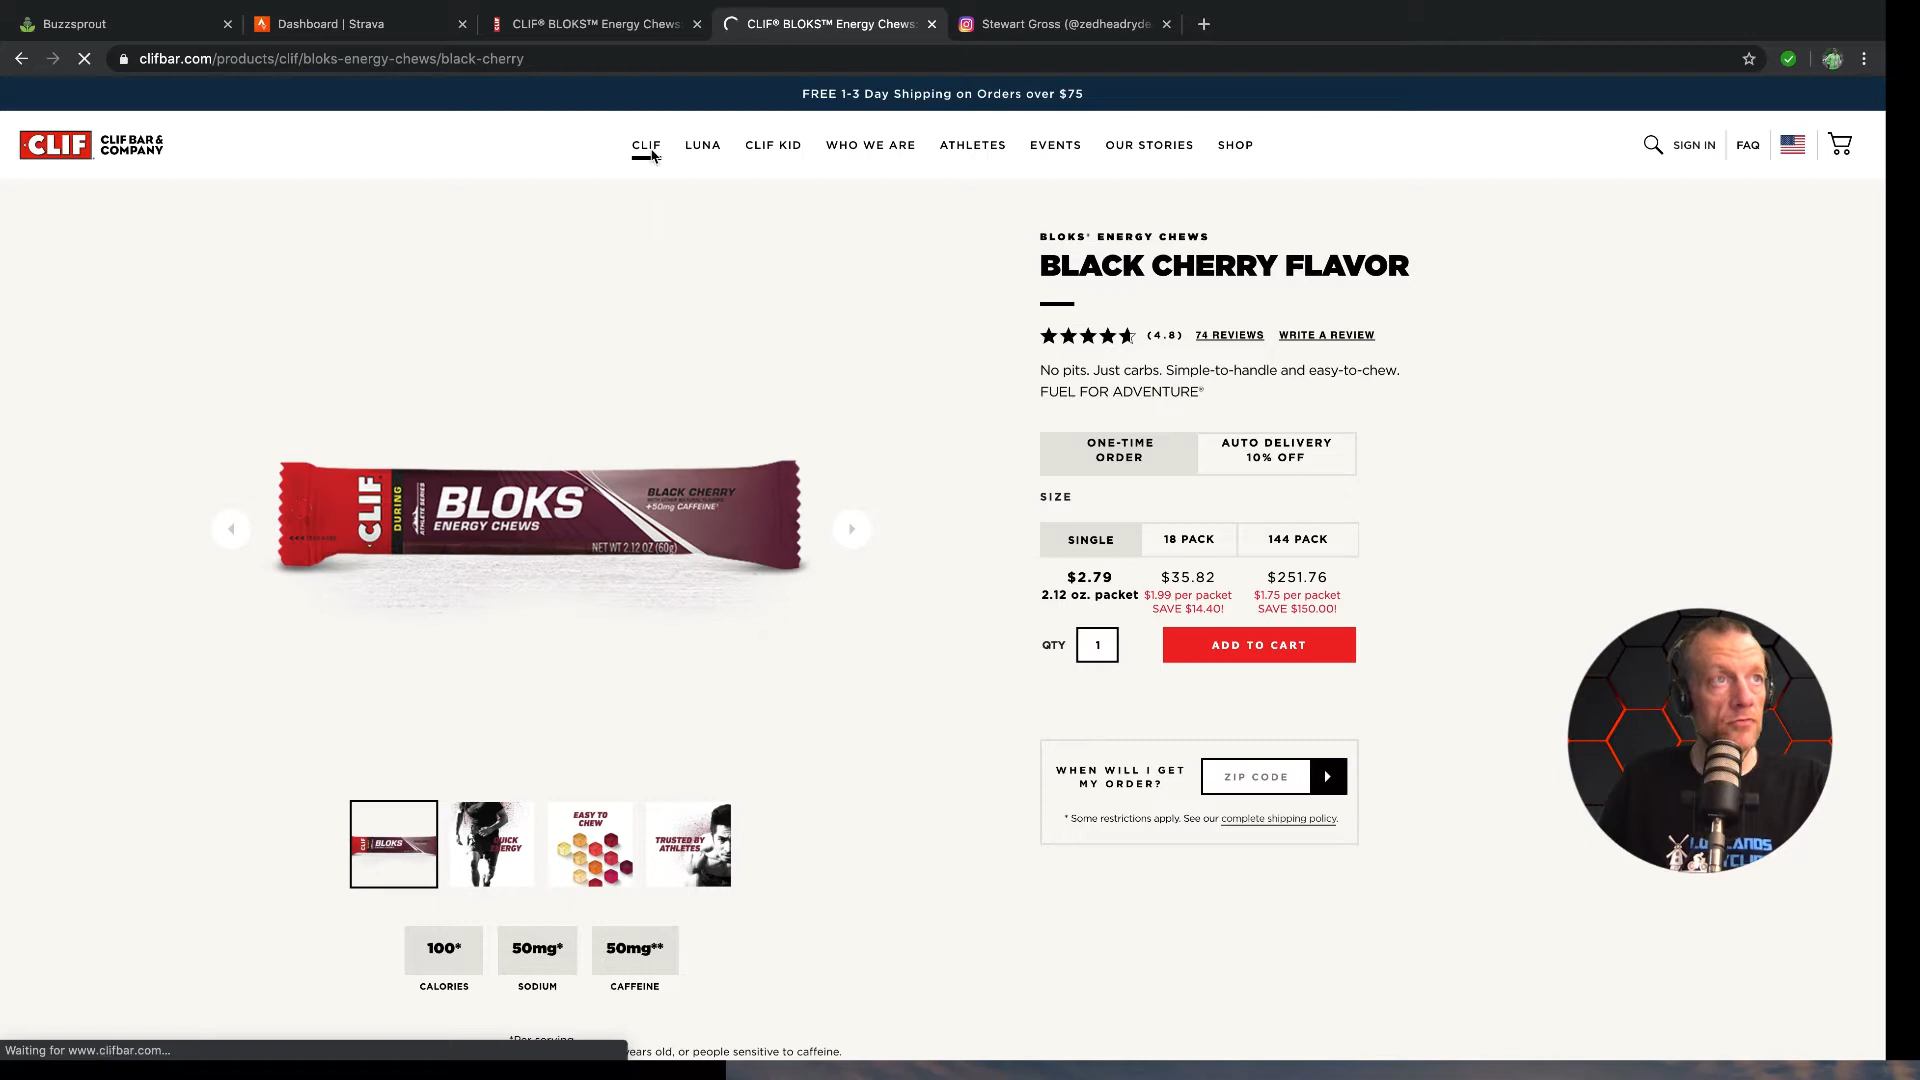 Buzzsprout
Dashboard | Strava
CLIF® BLOKS™ Energy Chews
CLIF® BLOKS™ Energy Chews:
Stewart Gross (@zedheadryde
clifbar.com/products/clif/bloks-energy-chews/black-cherry
FREE 1-3 Day Shipping on Orders over $75
CLIF CLIF BAR &
COMPANY
CLIF LUNA CLIF KID WHO WE ARE ATHLETES EVENTS OUR STORIES SHOP
SIGN IN FAQ
BLOKS® ENERGY CHEWS
BLACK CHERRY FLAVOR
(4.8) 74 REVIEWS WRITE A REVIEW
No pits. Just carbs. Simple-to-handle and easy-to-chew.
FUEL FOR ADVENTURE®
ONE-TIME
ORDER
AUTO DELIVERY
10% OFF
SIZE
SINGLE 18 PACK 144 PACK
$2.79 $35.82 $251.76
2.12 oz. packet $1.99 per packet $1.75 per packet
SAVE $14.40! SAVE $150.00!
QTY 1 ADD TO CART
WHEN WILL I GET
MY ORDER?
ZIP CODE
* Some restrictions apply. See our complete shipping policy.
CLIF
DURING
ATHLETE SERIES
BLOKS
ENERGY CHEWS
BLACK CHERRY
+50mg CAFFEINE
NET WT 2.12 OZ (60g)
CLIF BLOKS
QUICK
ENERGY
EASY TO
CHEW
TRUSTED BY
ATHLETES
100* 50mg* 50mg**
CALORIES SODIUM CAFFEINE
*Per serving
years old, or people sensitive to caffeine.
Waiting for www.clifbar.com...